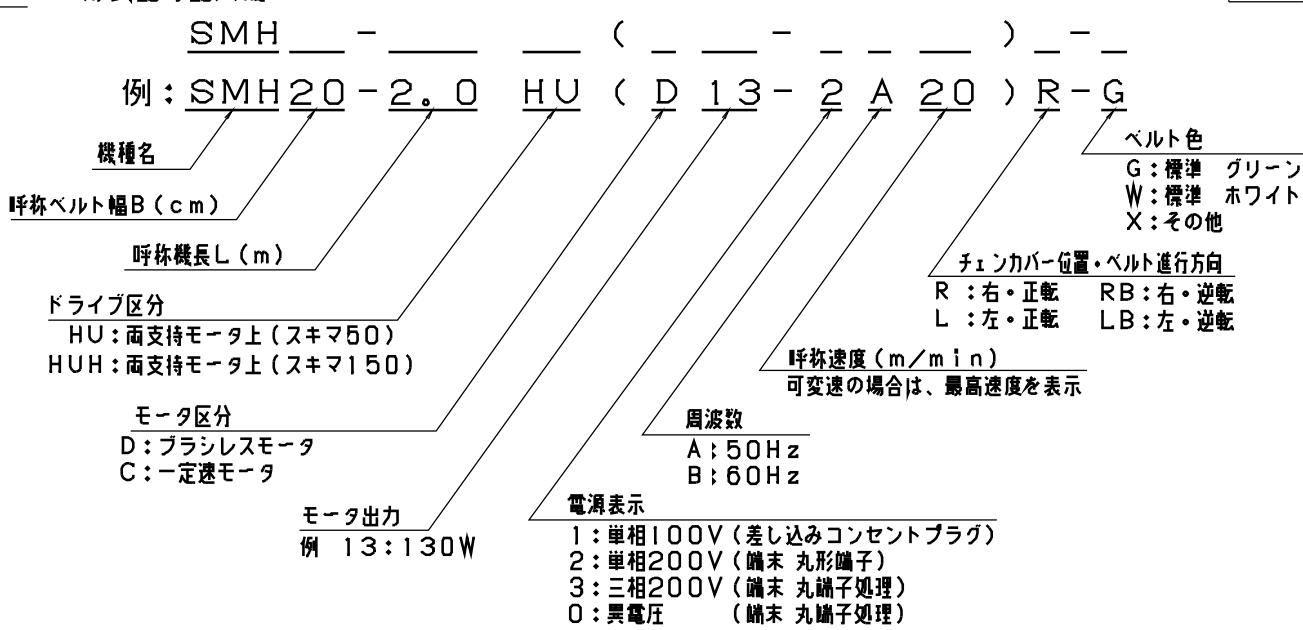 SMH － （ － ） －
例：SMH20－2。0 HU（D13－2A20）R－G
機種名
呼称ベルト幅B（cm）
呼称機長L（m）
ドライブ区分
HU：両支持モータ上（スキマ50）
HUH：両支持モータ上（スキマ150）
モータ区分
D：ブラシレスモータ
C：一定速モータ
モータ出力
例 13：130W
電源表示
1：単相100V（差し込みコンセントプラグ）
2：単相200V（端末 丸形端子）
3：三相200V（端末 丸端子処理）
0：異電圧 （端末 丸端子処理）
周波数
A：50Hz
B：60Hz
呼称速度（m／min）
可変速の場合は、最高速度を表示
チェンカバー位置・ベルト進行方向
R ：右・正転 RB：右・逆転
L ：左・正転 LB：左・逆転
ベルト色
G：標準 グリーン
W：標準 ホワイト
X：その他